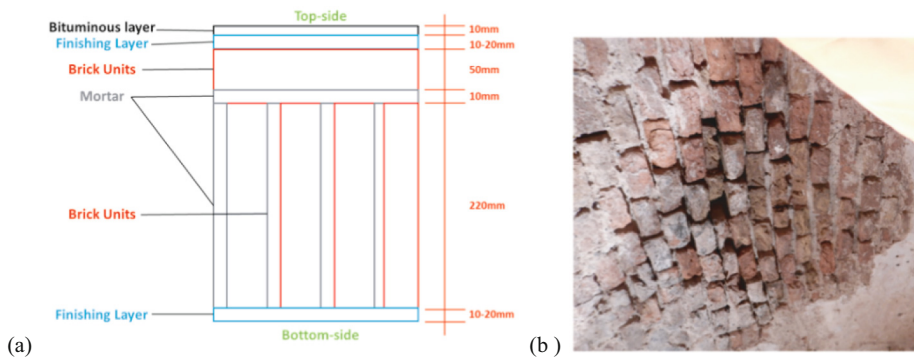 Top-side
Bituminous layer
10mm
Finishing Layer
10-20mm
Brick Units
50mm
Mortar
10mm
Brick Units
220mm
Finishing Layer
10-20mm
Bottom-side
(a)
(b )